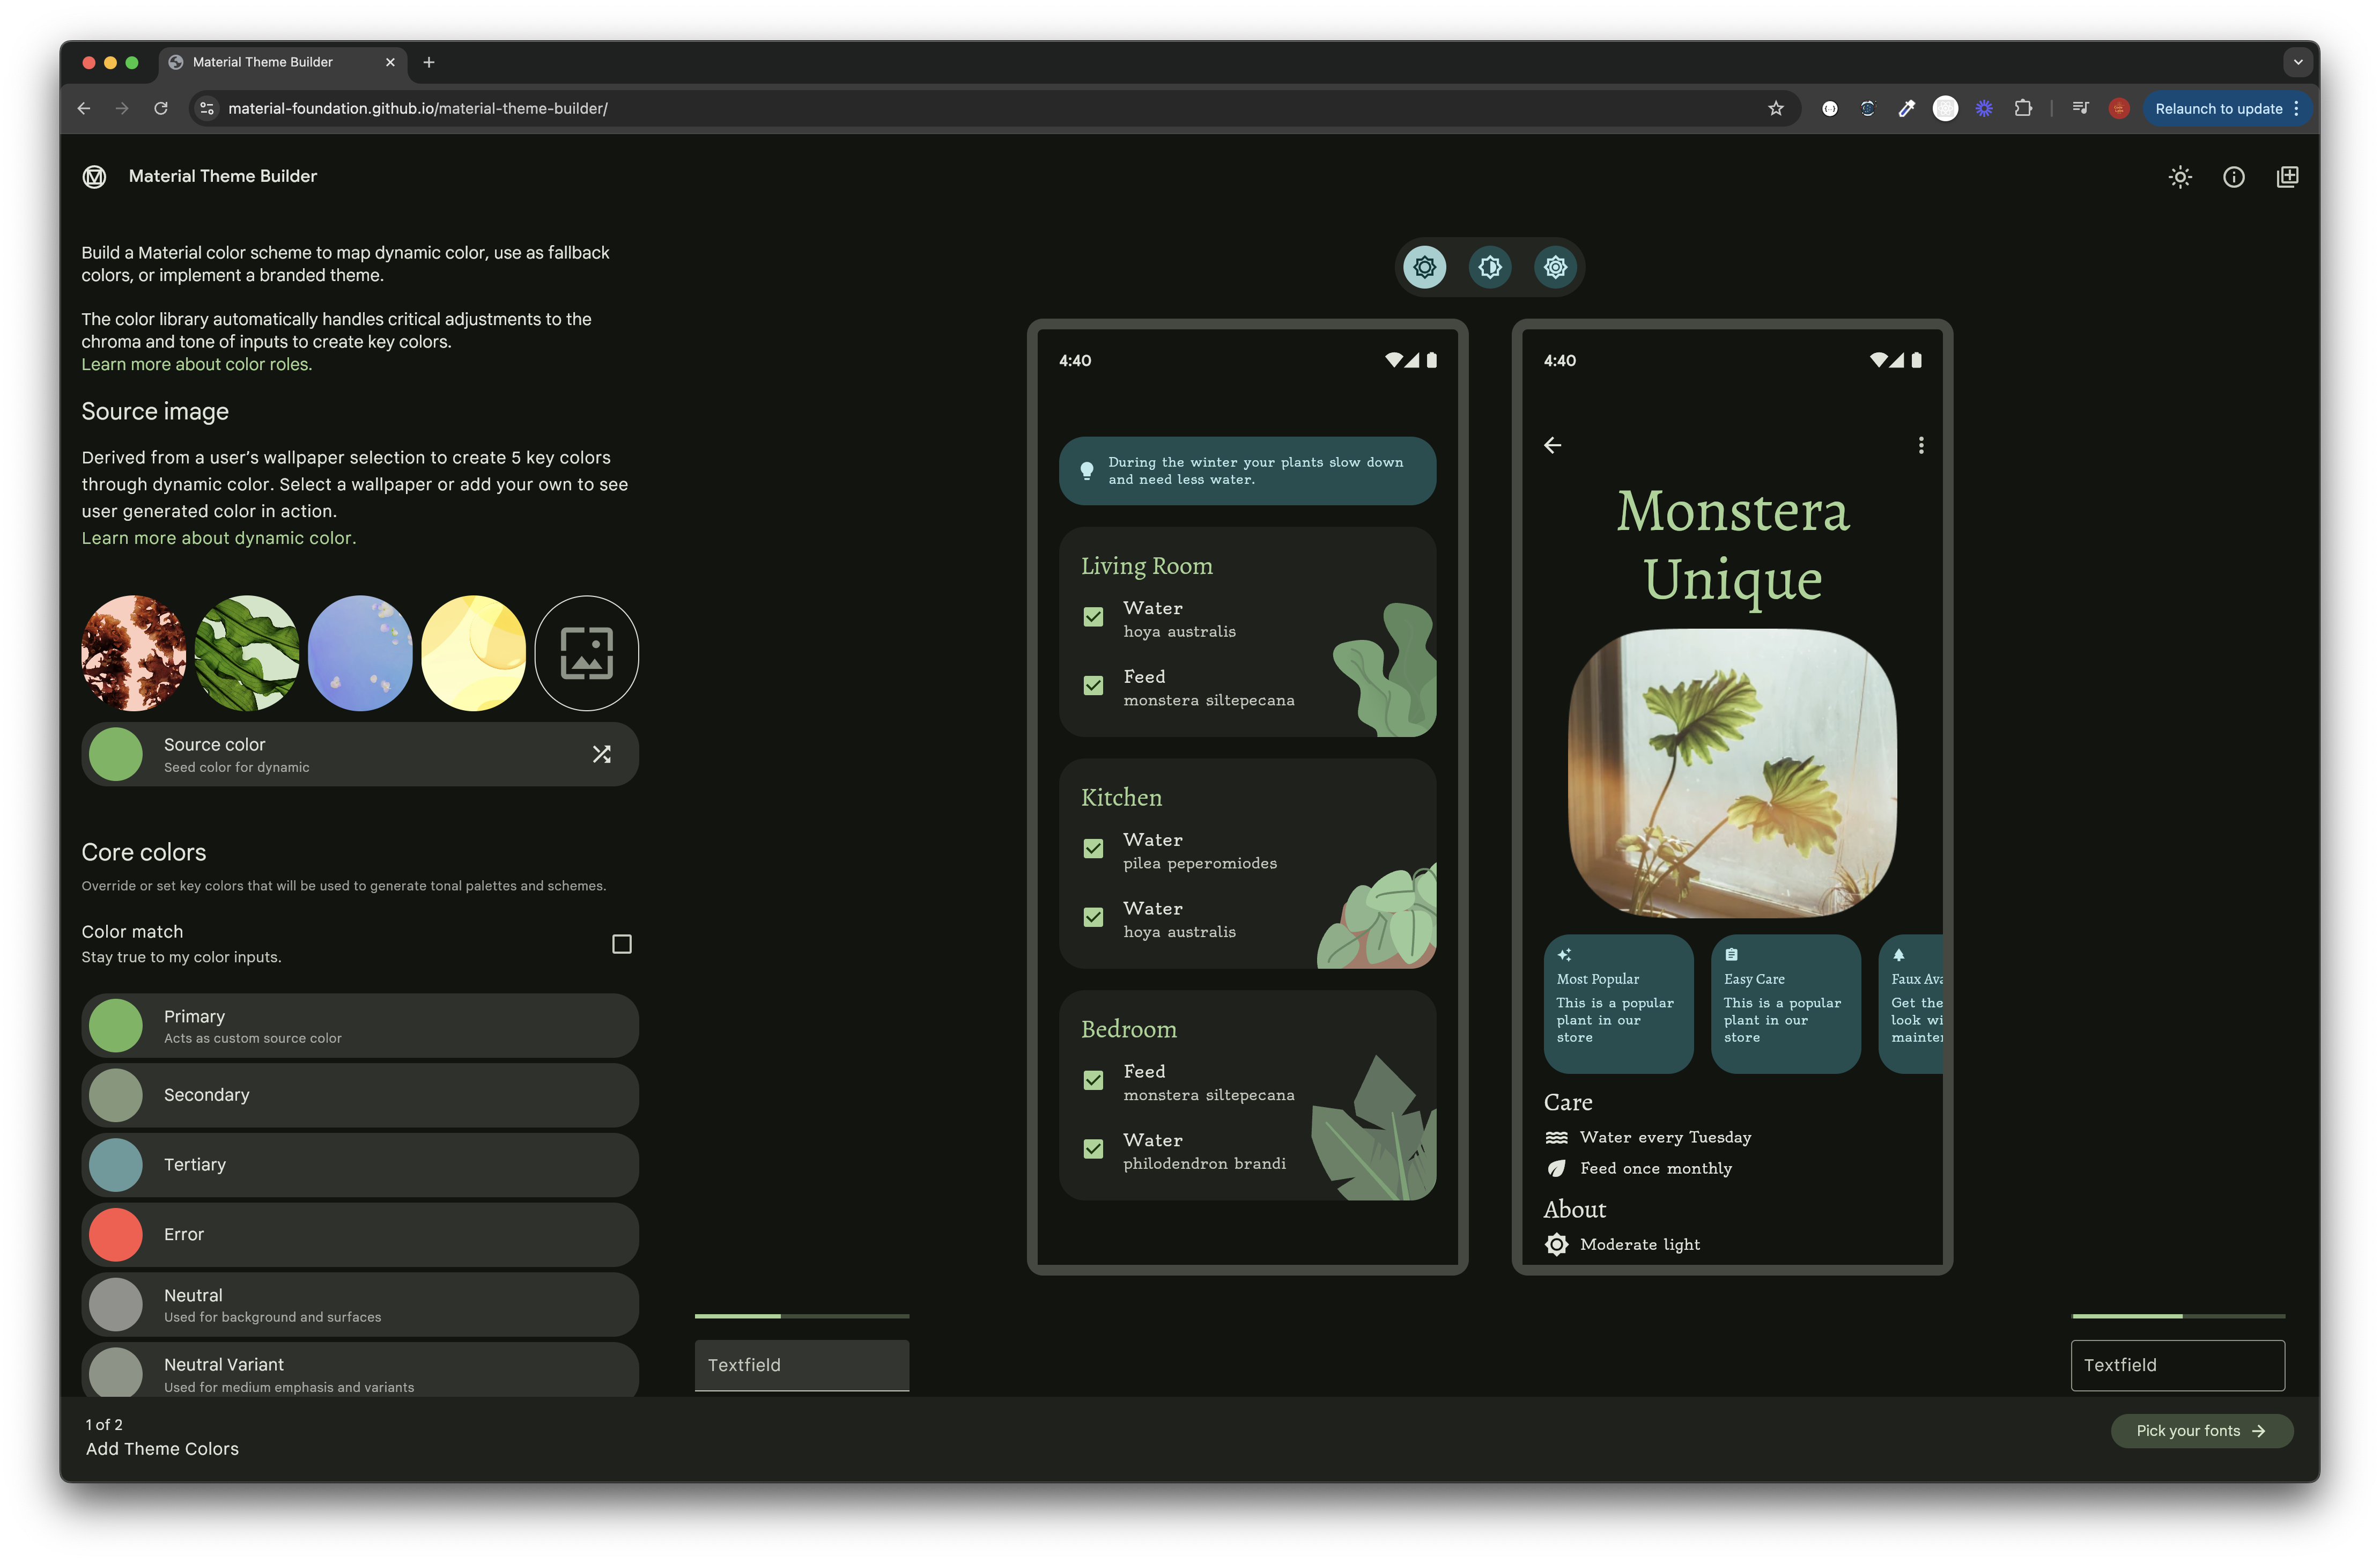 Material Theme Builder
material-foundation.github.io/material-theme-builder/
Relaunch to update
Material Theme Builder
Build a Material color scheme to map dynamic color, use as fallback
colors, or implement a branded theme.
The color library automatically handles critical adjustments to the
chroma and tone of inputs to create key colors.
Learn more about color roles.
Source image
Derived from a user’s wallpaper selection to create 5 key colors
through dynamic color. Select a wallpaper or add your own to see
user generated color in action.
Learn more about dynamic color.
Source color
Seed color for dynamic
Core colors
Override or set key colors that will be used to generate tonal palettes and schemes.
Color match
Stay true to my color inputs.
Primary
Acts as custom source color
Secondary
Tertiary
Error
Neutral
Used for background and surfaces
Neutral Variant
Used for medium emphasis and variants
4:40
During the winter your plants slow down
and need less water.
Living Room
Water
hoya australis
Feed
monstera siltepecana
Kitchen
Water
pilea peperomiodes
Water
hoya australis
Bedroom
Feed
monstera siltepecana
Water
philodendron brandi
4:40
Monstera
Unique
Most Popular
This is a popular
plant in our
store
Easy Care
This is a popular
plant in our
store
Faux Ava
Get the
look wi
mainter
Care
Water every Tuesday
Feed once monthly
About
Moderate light
Textfield
Textfield
1 of 2
Add Theme Colors
Pick your fonts